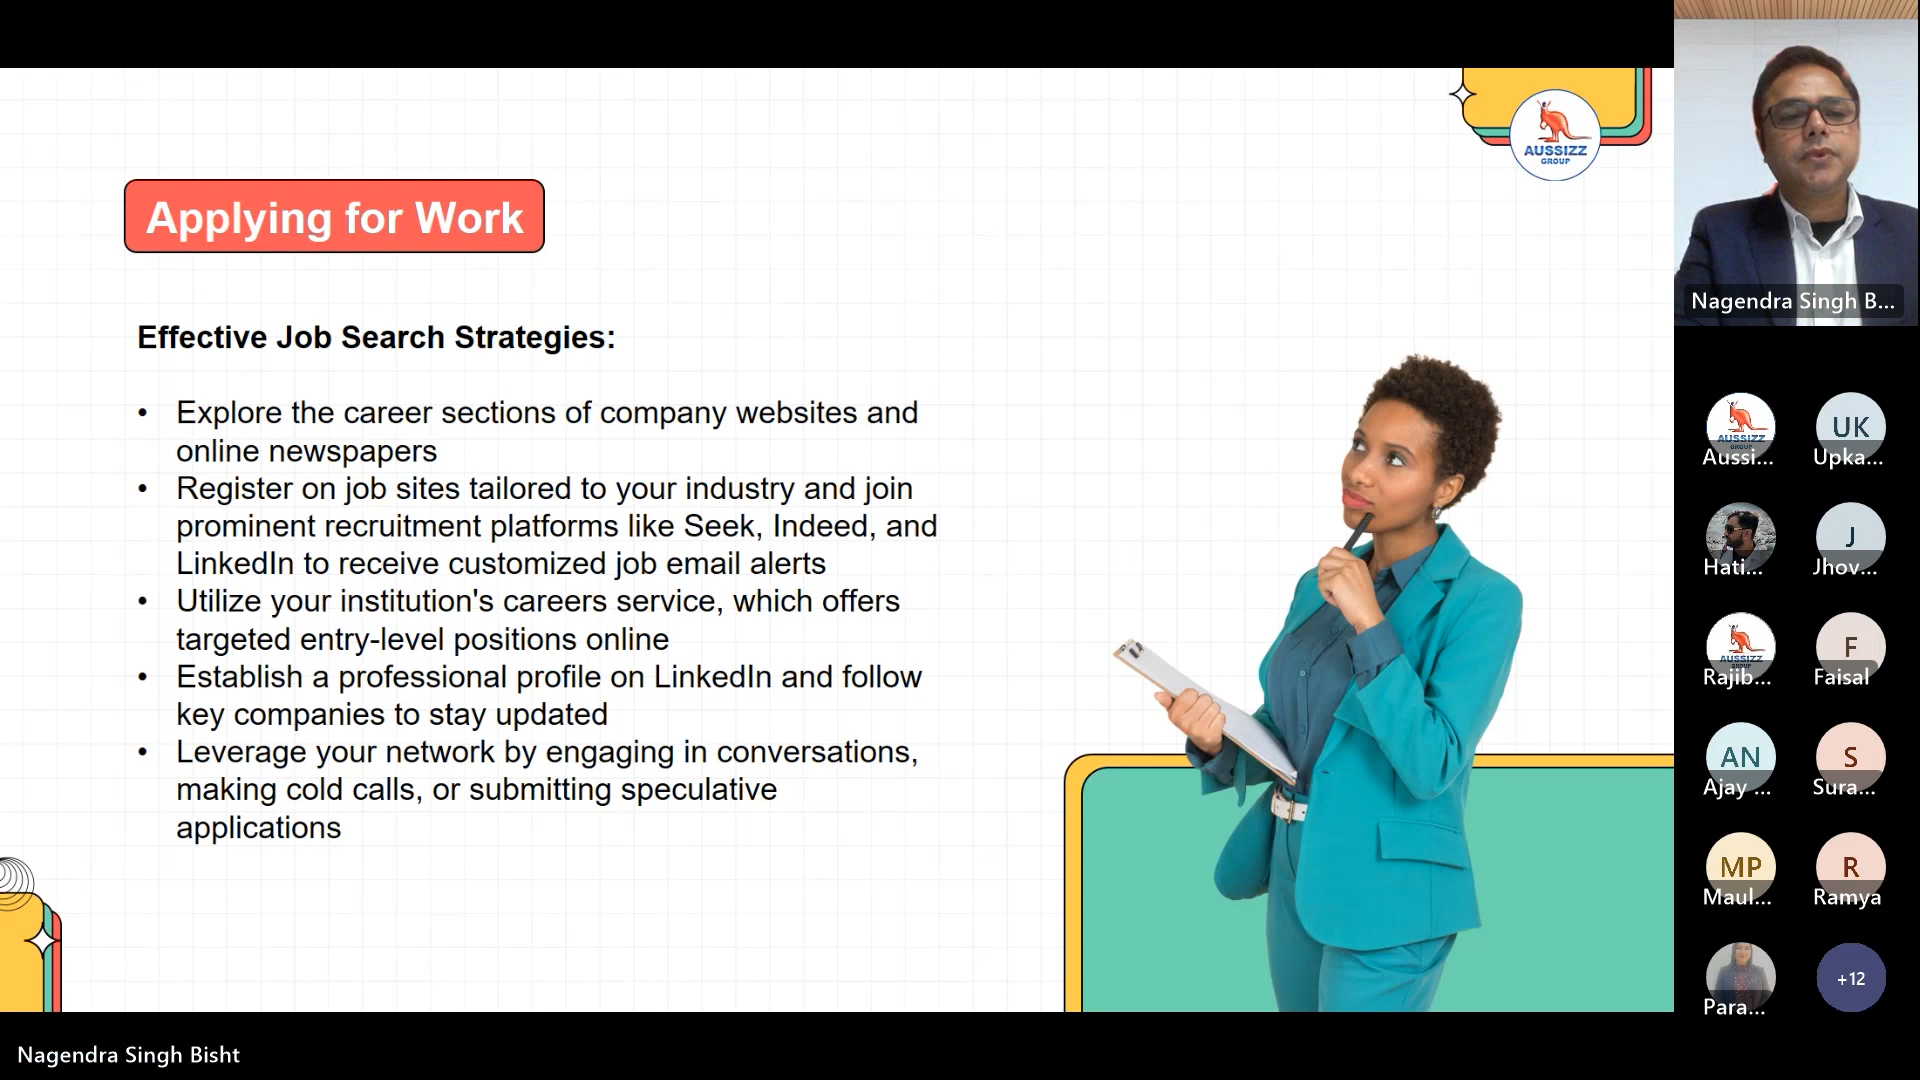 AUSSIZZ
GROUP
Applying for Work
Effective Job Search Strategies:
• Explore the career sections of company websites and
online newspapers
• Register on job sites tailored to your industry and join
prominent recruitment platforms like Seek, Indeed, and
LinkedIn to receive customized job email alerts
• Utilize your institution's careers service, which offers
targeted entry-level positions online
• Establish a professional profile on LinkedIn and follow
key companies to stay updated
• Leverage your network by engaging in conversations,
making cold calls, or submitting speculative
applications
Nagendra Singh B...
AUSSIZZ
GROUP
Aussi...
UK
Upka...
Hati...
J
Jhov...
AUSSIZZ
Rajib...
F
Faisal
AN
Ajay ...
S
Sura...
MP
Maul...
R
Ramya
Para...
+12
Nagendra Singh Bisht